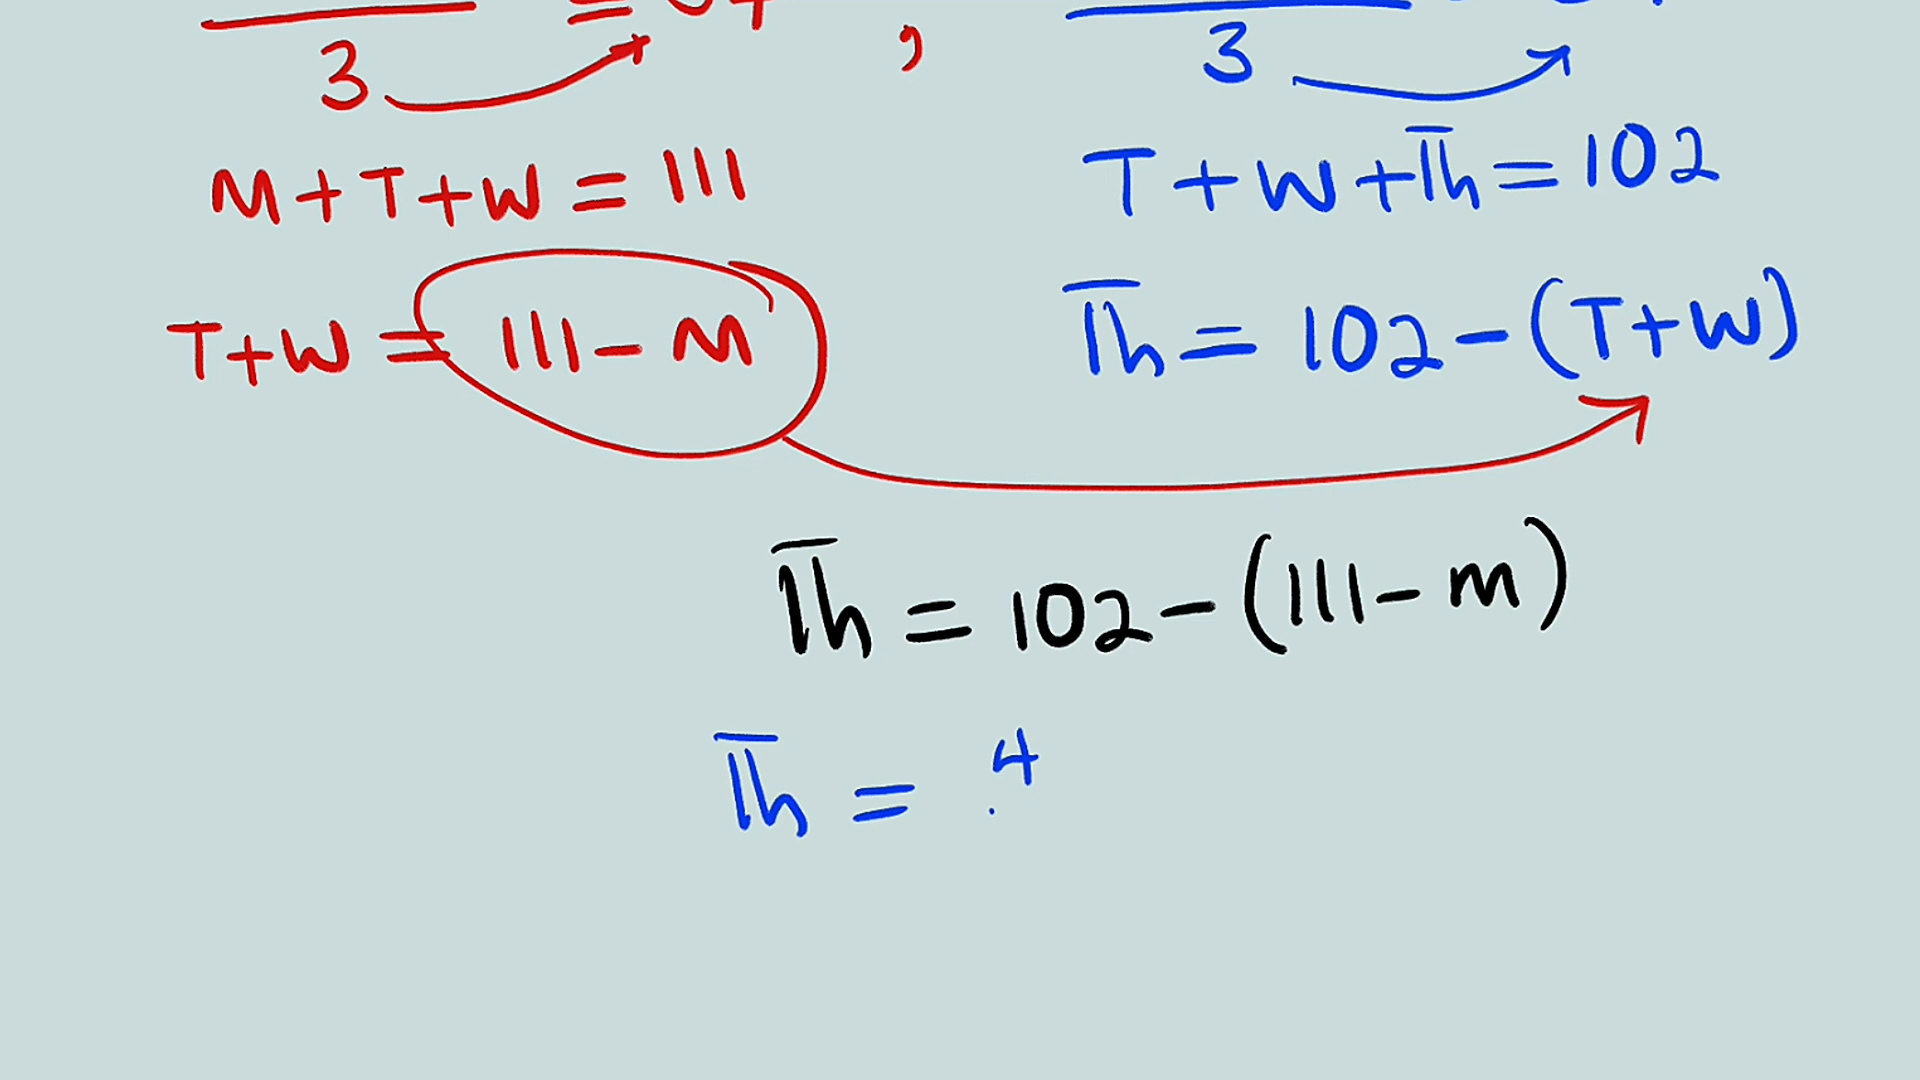 3 , 3
M+T+W = 111
T+W+Th = 102
T+W = 111-M
Th = 102-(T+W)
Th = 102-(111-M)
Th = 4